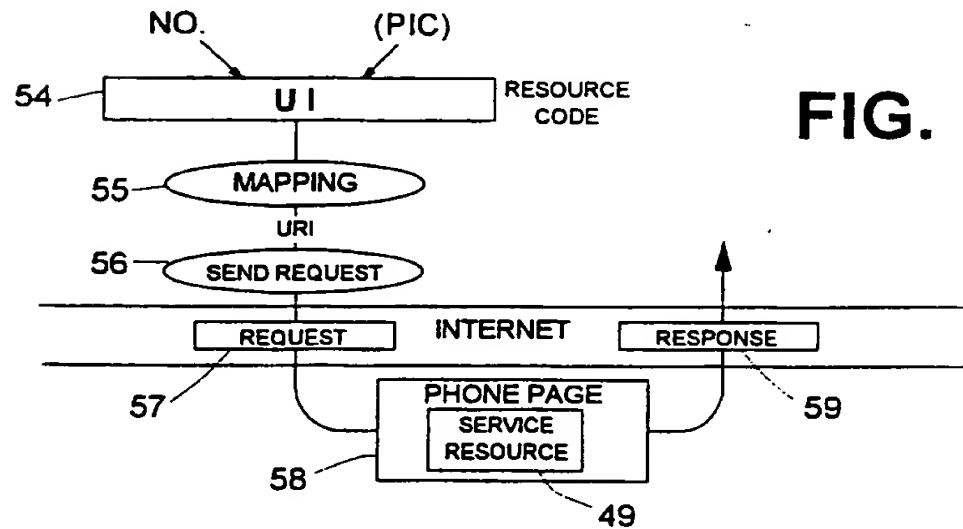 NO.
(PIC)
54
UI
RESOURCE
CODE
FIG.
55
MAPPING
URI
56
SEND REQUEST
INTERNET
REQUEST
RESPONSE
57
59
PHONE PAGE
SERVICE
RESOURCE
58
49